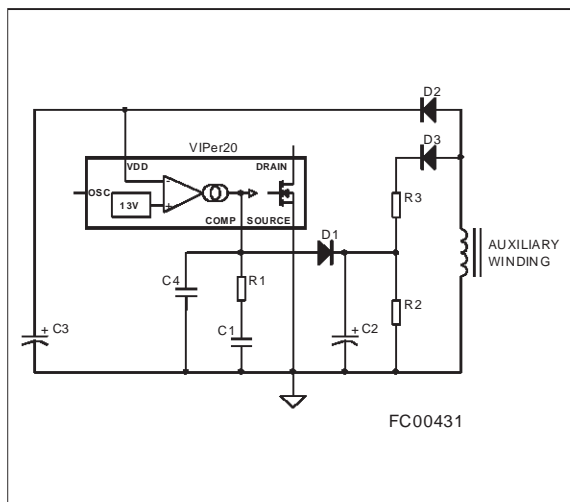 D2
D3
VIPer20
VDD
DRAIN
OSC
-
13V
+
R3
COMP SOURCE
D1
AUXILIARY
WINDING
C4
R1
R2
C1
+ C3
+ C2
FC00431